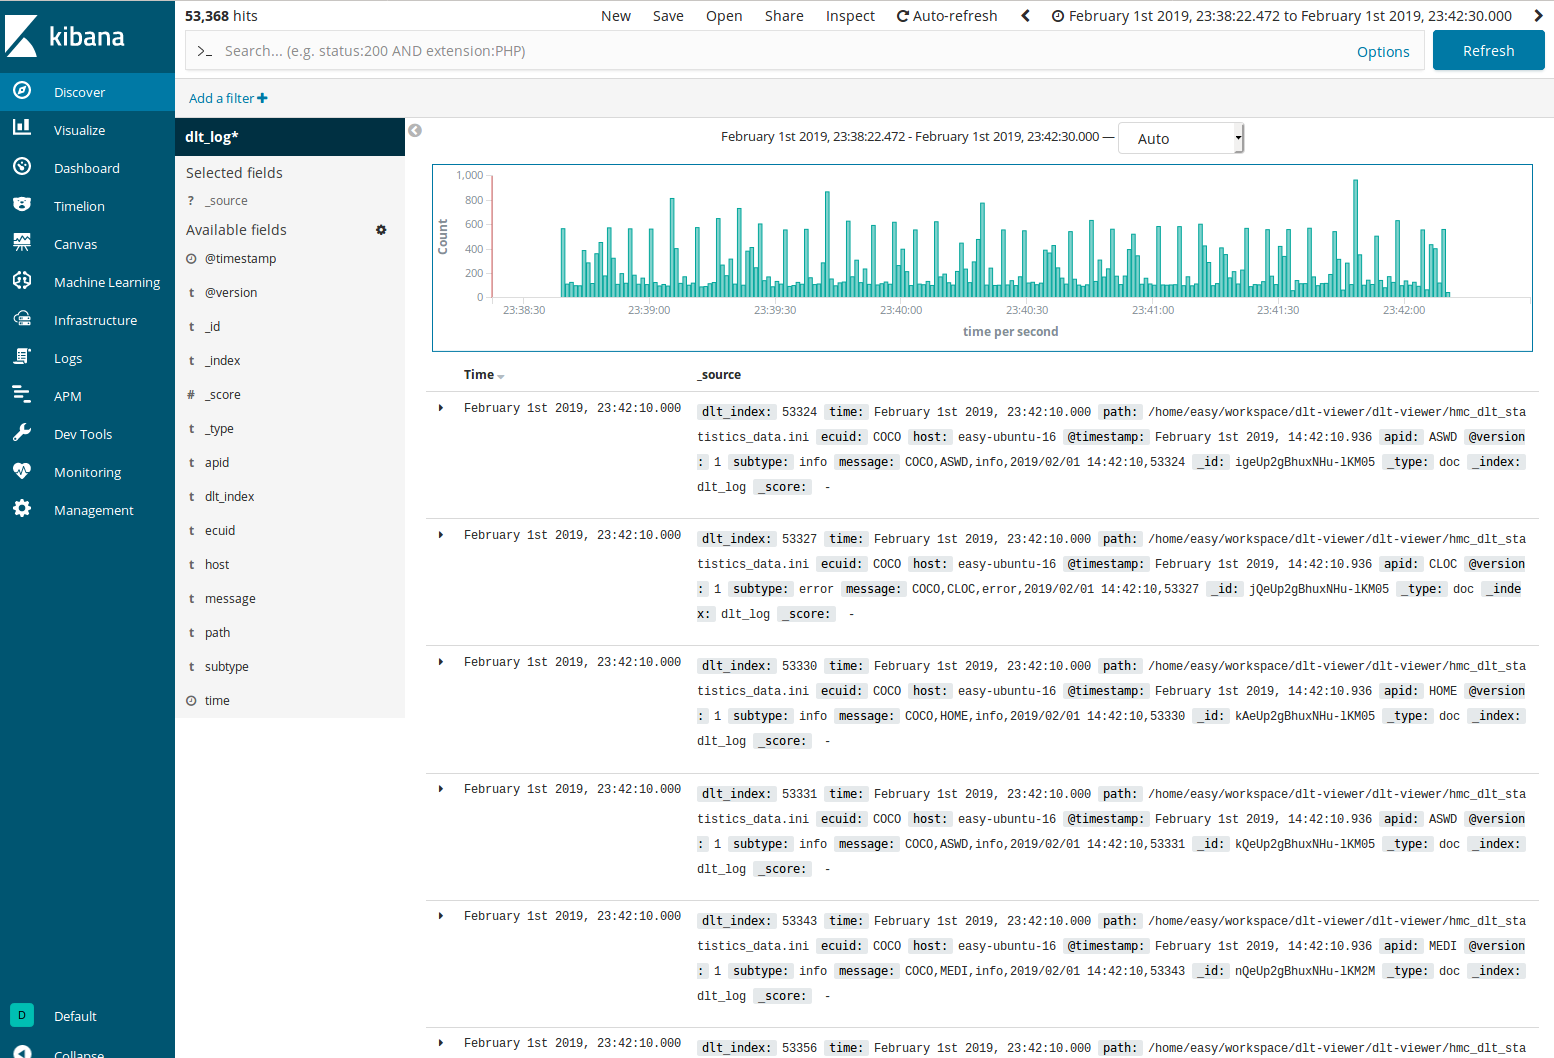 53,368 hits
New Save Open Share Inspect Auto-refresh February 1st 2019, 23:38:22.472 to February 1st 2019, 23:42:30.000
kibana
>_ Search... (e.g. status:200 AND extension:PHP) Options Refresh
Discover
Visualize
Dashboard
Timelion
Canvas
Machine Learning
Infrastructure
Logs
APM
Dev Tools
Monitoring
Management
D Default
Collapse
Add a filter +
dlt_log*
Selected fields
? _source
Available fields
@timestamp
t @version
t _id
t _index
# _score
t _type
t apid
t dlt_index
t ecuid
t host
t message
t path
t subtype
time
February 1st 2019, 23:38:22.472 - February 1st 2019, 23:42:30.000 — Auto
Count
1,000
800
600
400
200
0
23:38:30 23:39:00 23:39:30 23:40:00 23:40:30 23:41:00 23:41:30 23:42:00
time per second
Time _source
February 1st 2019, 23:42:10.000 dlt_index: 53324 time: February 1st 2019, 23:42:10.000 path: /home/easy/workspace/dlt-viewer/dlt-viewer/hmc_dlt_sta
tistics_data.ini ecuid: COCO host: easy-ubuntu-16 @timestamp: February 1st 2019, 14:42:10.936 apid: ASWD @version
: 1 subtype: info message: COCO,ASWD,info,2019/02/01 14:42:10,53324 _id: igeUp2gBhuxNHu-lKM05 _type: doc _index:
dlt_log _score: -
February 1st 2019, 23:42:10.000 dlt_index: 53327 time: February 1st 2019, 23:42:10.000 path: /home/easy/workspace/dlt-viewer/dlt-viewer/hmc_dlt_sta
tistics_data.ini ecuid: COCO host: easy-ubuntu-16 @timestamp: February 1st 2019, 14:42:10.936 apid: CLOC @version
: 1 subtype: error message: COCO,CLOC,error,2019/02/01 14:42:10,53327 _id: jQeUp2gBhuxNHu-lKM05 _type: doc _inde
x: dlt_log _score: -
February 1st 2019, 23:42:10.000 dlt_index: 53330 time: February 1st 2019, 23:42:10.000 path: /home/easy/workspace/dlt-viewer/dlt-viewer/hmc_dlt_sta
tistics_data.ini ecuid: COCO host: easy-ubuntu-16 @timestamp: February 1st 2019, 14:42:10.936 apid: HOME @version
: 1 subtype: info message: COCO,HOME,info,2019/02/01 14:42:10,53330 _id: kAeUp2gBhuxNHu-lKM05 _type: doc _index:
dlt_log _score: -
February 1st 2019, 23:42:10.000 dlt_index: 53331 time: February 1st 2019, 23:42:10.000 path: /home/easy/workspace/dlt-viewer/dlt-viewer/hmc_dlt_sta
tistics_data.ini ecuid: COCO host: easy-ubuntu-16 @timestamp: February 1st 2019, 14:42:10.936 apid: ASWD @version
: 1 subtype: info message: COCO,ASWD,info,2019/02/01 14:42:10,53331 _id: kQeUp2gBhuxNHu-lKM05 _type: doc _index:
dlt_log _score: -
February 1st 2019, 23:42:10.000 dlt_index: 53343 time: February 1st 2019, 23:42:10.000 path: /home/easy/workspace/dlt-viewer/dlt-viewer/hmc_dlt_sta
tistics_data.ini ecuid: COCO host: easy-ubuntu-16 @timestamp: February 1st 2019, 14:42:10.936 apid: MEDI @version
: 1 subtype: info message: COCO,MEDI,info,2019/02/01 14:42:10,53343 _id: nQeUp2gBhuxNHu-lKM2M _type: doc _index:
dlt_log _score: -
February 1st 2019, 23:42:10.000 dlt_index: 53356 time: February 1st 2019, 23:42:10.000 path: /home/easy/workspace/dlt-viewer/dlt-viewer/hmc_dlt_sta